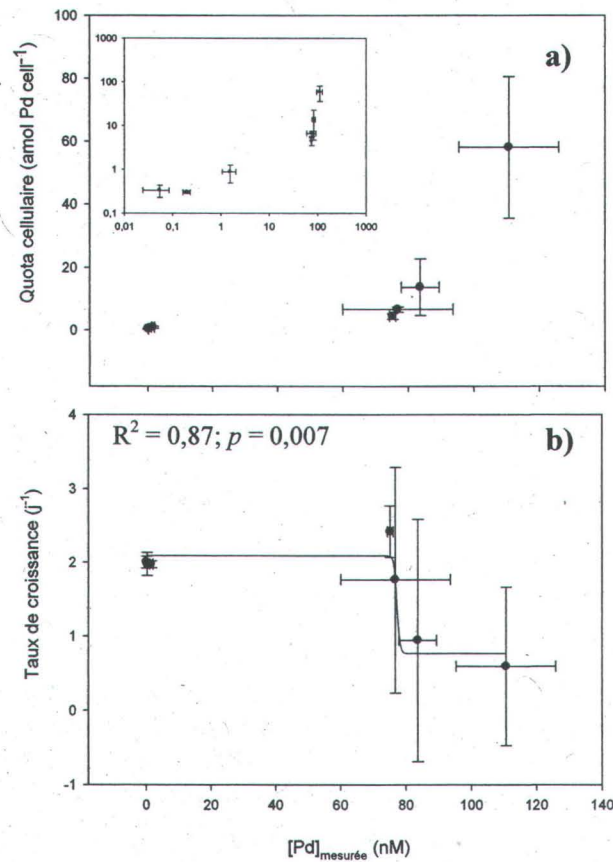 100
80
60
40
20
0
Quota cellulaire (amol Pd cell⁻¹)
a)
1000
100
10
1
0,1
0,01 0,1 1 10 100 1000
4
3
2
1
0
-1
Taux de croissance (j⁻¹)
R² = 0,87; p = 0,007
b)
0 20 40 60 80 100 120 140
[Pd]mesurée (nM)